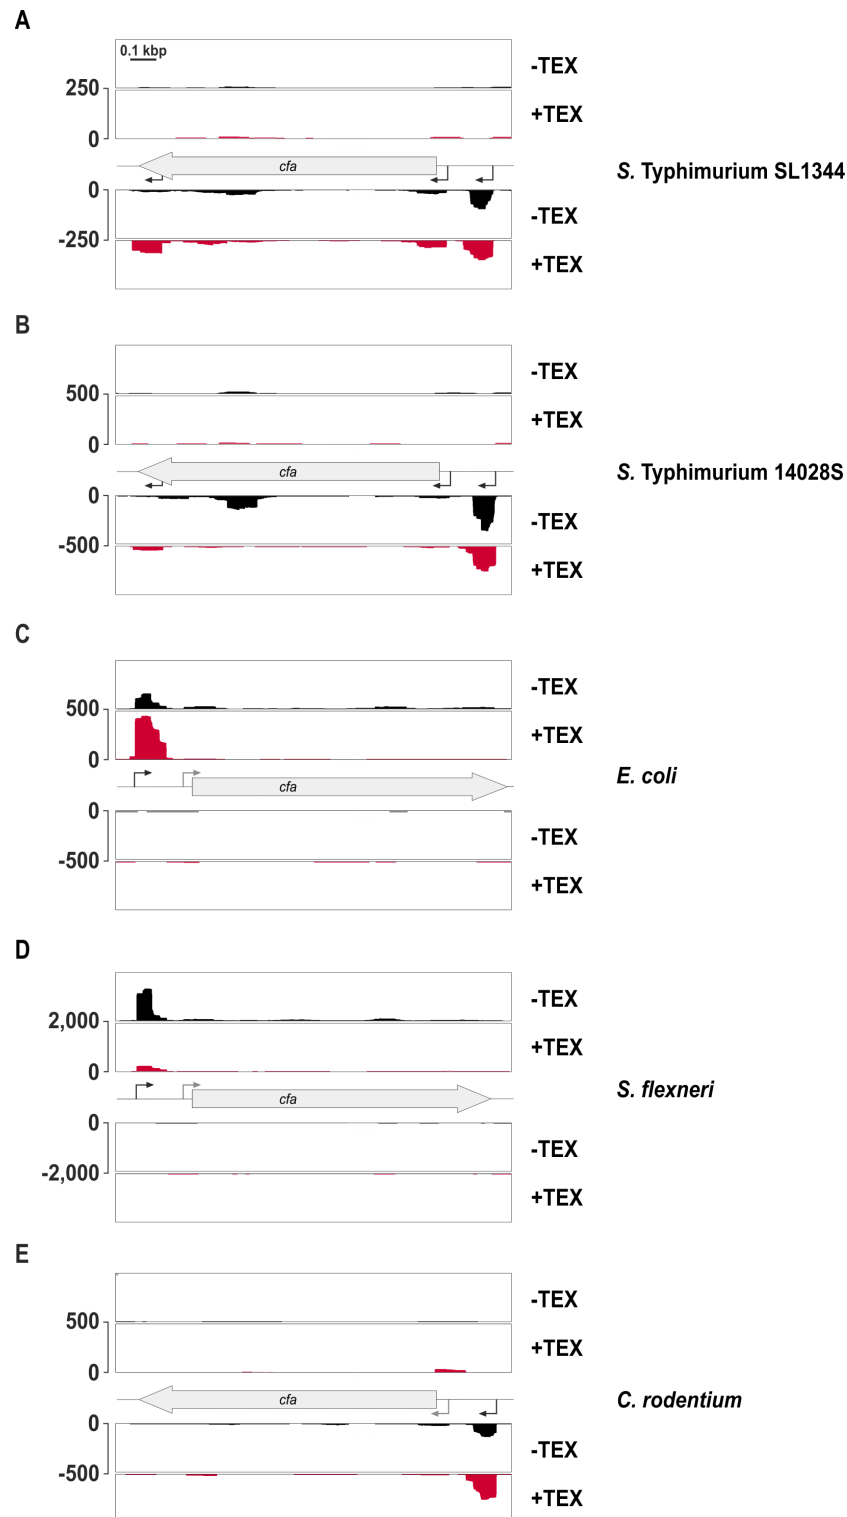 A
0.1 kbp
-TEX
250
+TEX
0
cfa
S. Typhimurium SL1344
0
-TEX
-250
+TEX
B
-TEX
500
+TEX
0
cfa
S. Typhimurium 14028S
0
-TEX
-500
+TEX
C
-TEX
500
+TEX
0
cfa
E. coli
0
-TEX
-500
+TEX
D
-TEX
2,000
+TEX
0
cfa
S. flexneri
0
-TEX
-2,000
+TEX
E
-TEX
500
+TEX
0
cfa
C. rodentium
0
-TEX
-500
+TEX